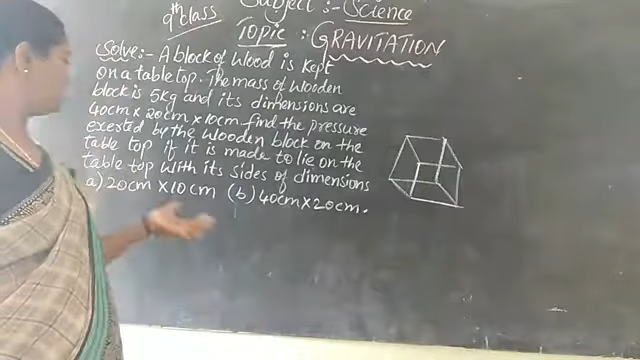 9th class
Subject :- Science
Topic : GRAVITATION
Solve:- A block of Wood is kept
on a table top. The mass of wooden
block is 5kg and its dimensions are
40cm x 20cm x 10cm find the pressure
exerted by the wooden block on the
table top if it is made to lie on the
table top with its sides of dimensions
a) 20cm x 10cm (b) 40cm x 20cm.